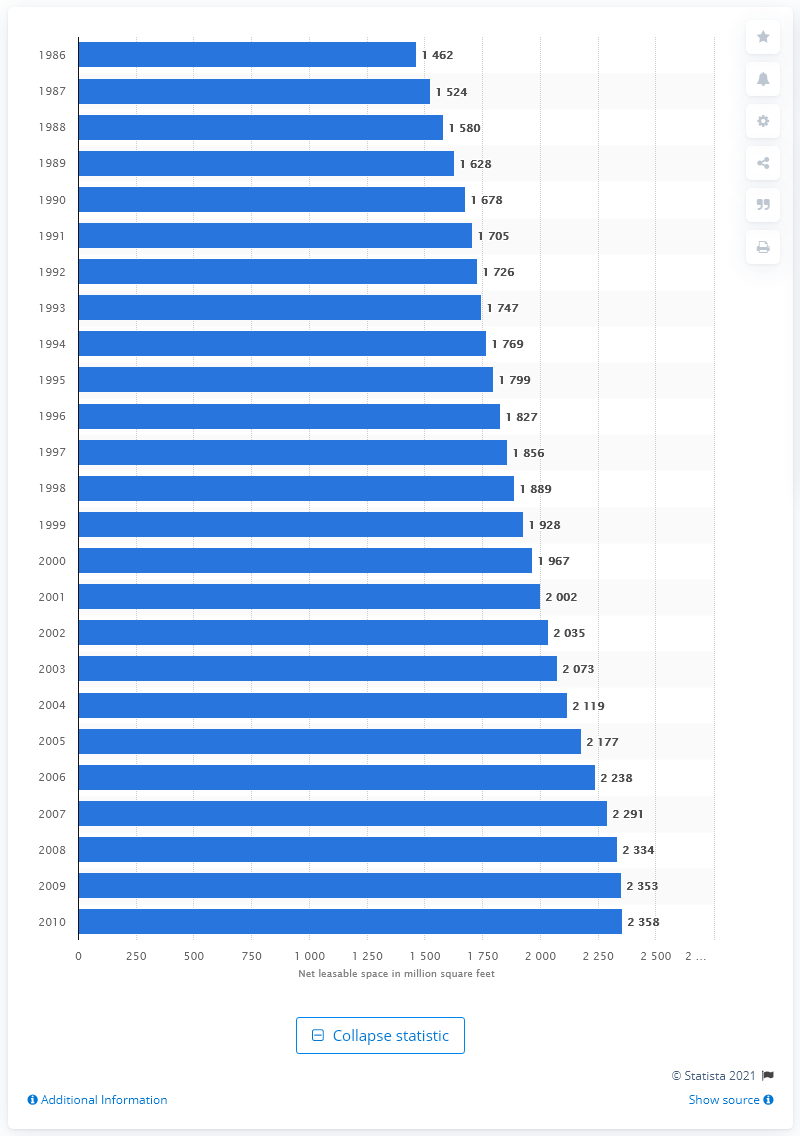 1986 1 462
1987 1 524
1988 1 580
1989 1 628
1990 1 678
1991 1 705
1992 1 726
1993 1 747
1994 1 769
1995 1 799
1996 1 827
1997 1 856
1998 1 889
1999 1 928
2000 1 967
2001 2 002
2002 2 035
2003 2 073
2004 2 119
2005 2 177
2006 2 238
2007 2 291
2008 2 334
2009 2 353
2010 2 358
0 250 500 750 1 000 1 250 1 500 1 750 2 000 2 250 2 500 2 ...
Net leasable space in million square feet
Collapse statistic
© Statista 2021
Additional Information Show source